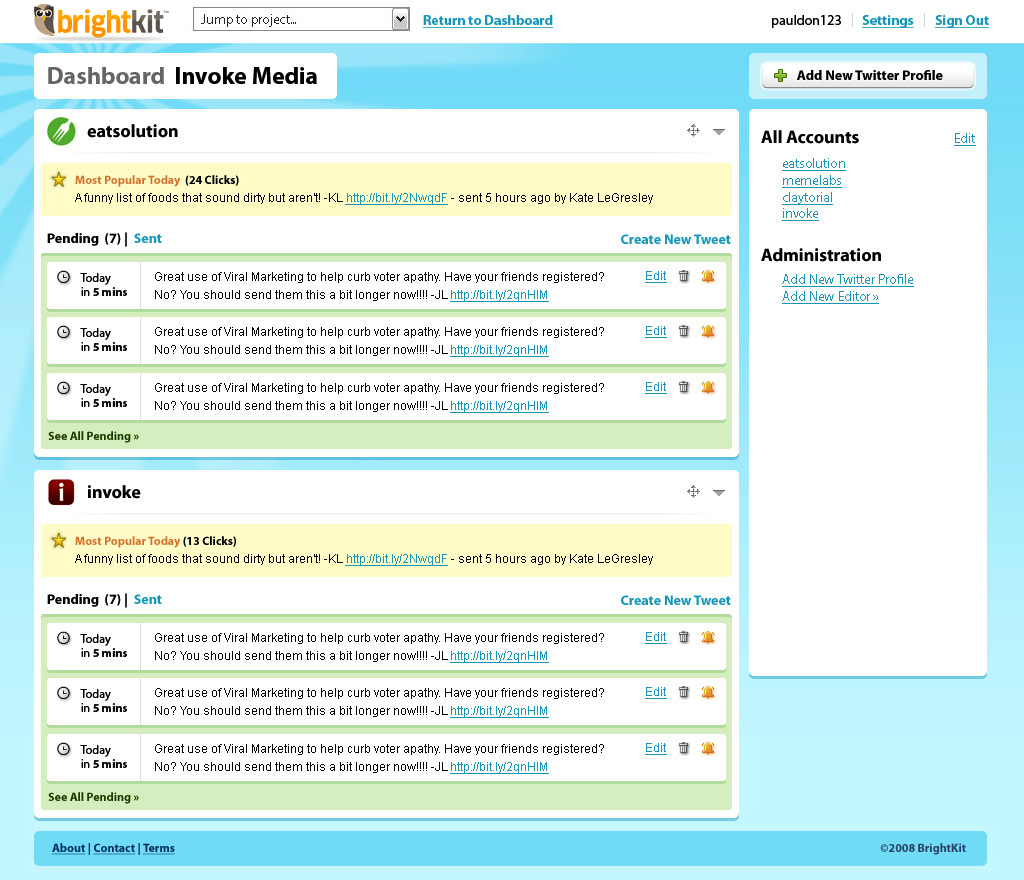 brightkit™ Jump to project... Return to Dashboard pauldon123 Settings Sign Out
Dashboard Invoke Media
Add New Twitter Profile
eatsolution
Most Popular Today (24 Clicks)
A funny list of foods that sound dirty but aren't! -KL http://bit.ly/2NwqdF - sent 5 hours ago by Kate LeGresley
Pending (7) | Sent Create New Tweet
Today
in 5 mins
Great use of Viral Marketing to help curb voter apathy. Have your friends registered?
No? You should send them this a bit longer now!!!! -JL http://bit.ly/2qnHIM
Edit
Today
in 5 mins
Great use of Viral Marketing to help curb voter apathy. Have your friends registered?
No? You should send them this a bit longer now!!!! -JL http://bit.ly/2qnHIM
Edit
Today
in 5 mins
Great use of Viral Marketing to help curb voter apathy. Have your friends registered?
No? You should send them this a bit longer now!!!! -JL http://bit.ly/2qnHIM
Edit
See All Pending »
invoke
Most Popular Today (13 Clicks)
A funny list of foods that sound dirty but aren't! -KL http://bit.ly/2NwqdF - sent 5 hours ago by Kate LeGresley
Pending (7) | Sent Create New Tweet
Today
in 5 mins
Great use of Viral Marketing to help curb voter apathy. Have your friends registered?
No? You should send them this a bit longer now!!!! -JL http://bit.ly/2qnHIM
Edit
Today
in 5 mins
Great use of Viral Marketing to help curb voter apathy. Have your friends registered?
No? You should send them this a bit longer now!!!! -JL http://bit.ly/2qnHIM
Edit
Today
in 5 mins
Great use of Viral Marketing to help curb voter apathy. Have your friends registered?
No? You should send them this a bit longer now!!!! -JL http://bit.ly/2qnHIM
Edit
See All Pending »
All Accounts Edit
eatsolution
memelabs
claytorial
invoke
Administration
Add New Twitter Profile
Add New Editor »
About | Contact | Terms ©2008 BrightKit